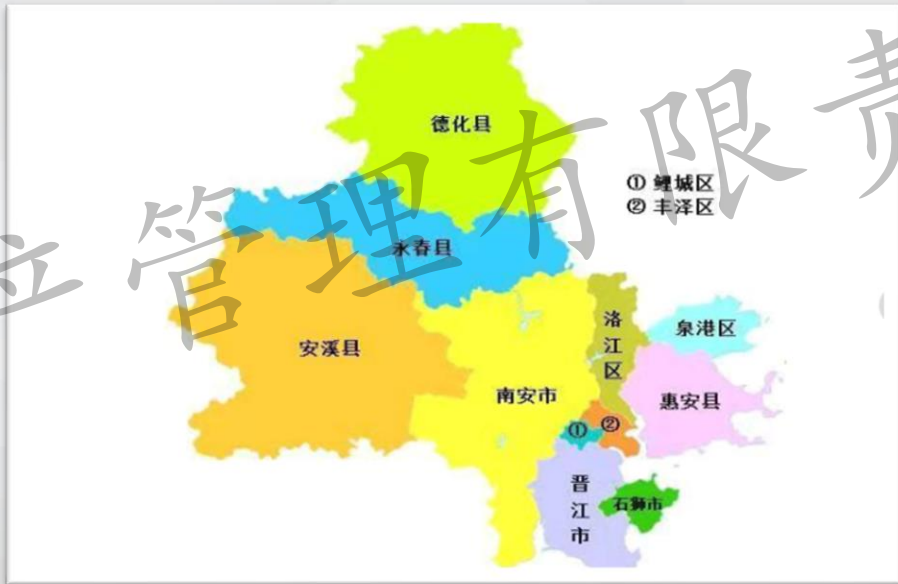 德化县
① 鲤城区
② 丰泽区
永春县
洛江区
泉港区
安溪县
南安市
惠安县
①
②
晋江市
石狮市
立管理有限责